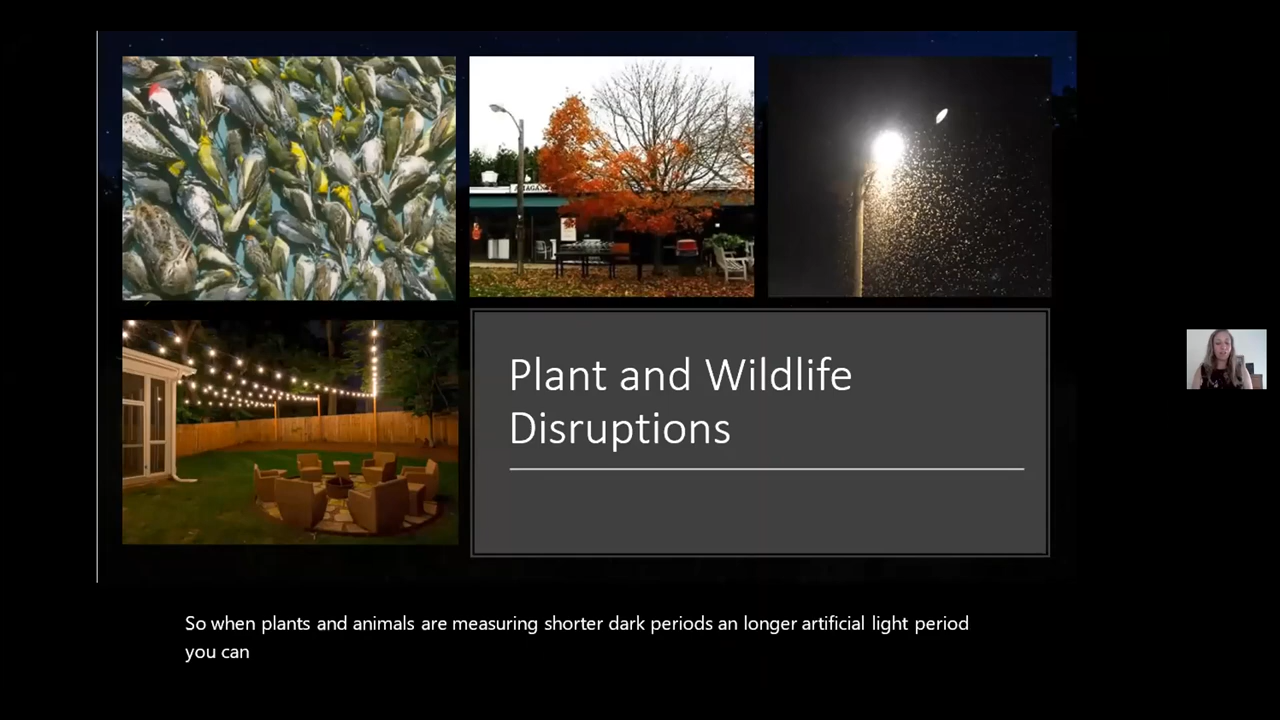 Plant and Wildlife
Disruptions
So when plants and animals are measuring shorter dark periods an longer artificial light period
you can